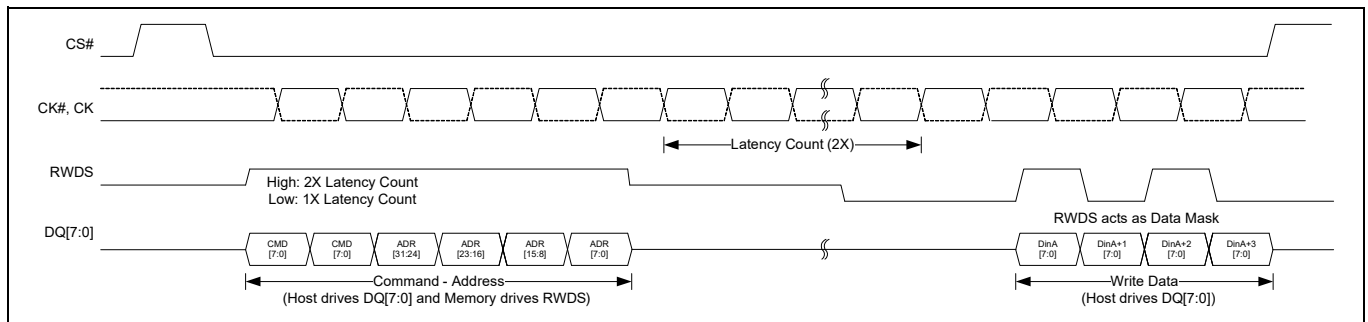 CS#
CK#, CK
Latency Count (2X)
RWDS
High: 2X Latency Count
Low: 1X Latency Count
RWDS acts as Data Mask
DQ[7:0]
CMD [7:0]
CMD [7:0]
ADR [31:24]
ADR [23:16]
ADR [15:8]
ADR [7:0]
DinA [7:0]
DinA+1 [7:0]
DinA+2 [7:0]
DinA+3 [7:0]
Command - Address
(Host drives DQ[7:0] and Memory drives RWDS)
Write Data
(Host drives DQ[7:0])